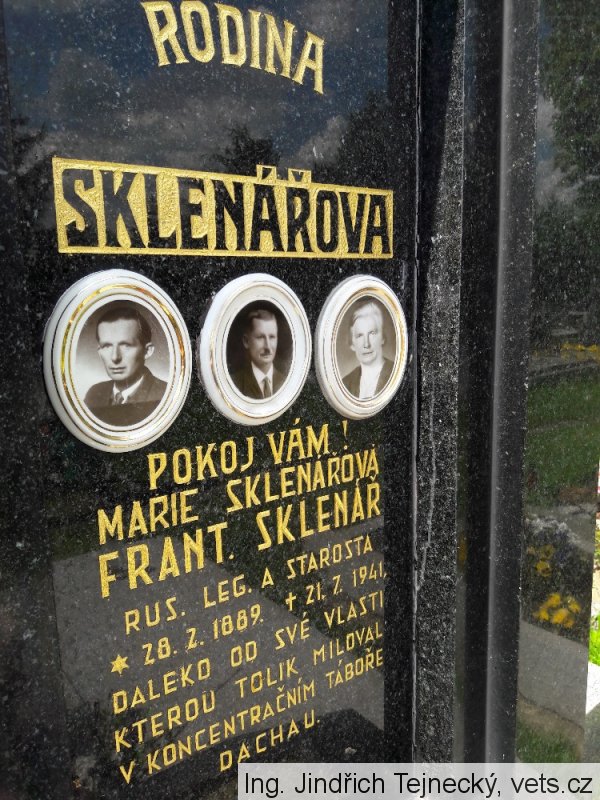 RODINA
SKLENÁŘOVA
POKOJ VÁM !
MARIE SKLENÁŘOVÁ
FRANT. SKLENÁŘ
RUS. LEG. A STAROSTA
* 28. 2. 1889. + 21. 7. 1941,
DALEKO OD SVÉ VLASTI
KTEROU TOLIK MILOVAL
V KONCENTRAČNÍM TÁBOŘE
DACHAU.
Ing. Jindřich Tejnecký, vets.cz